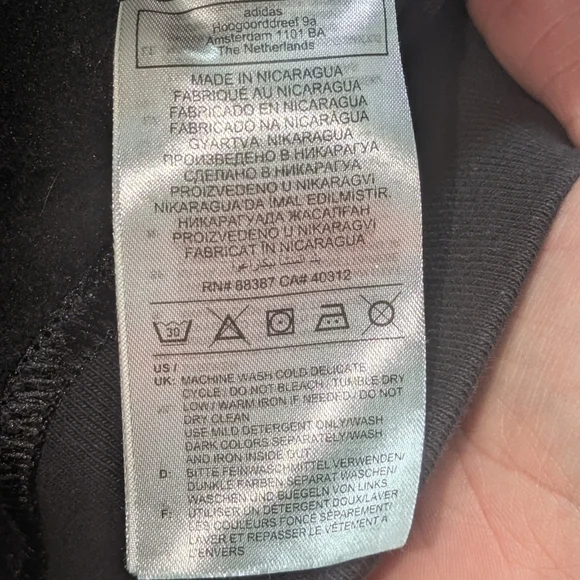 adidas
Hoogoorddreef 9a
Amsterdam 1101 BA
The Netherlands
MADE IN NICARAGUA
FABRIQUÉ AU NICARAGUA
FABRICADO EN NICARAGUA
FABRICADO NA NICARÁGUA
GYÁRTVA: NIKARAGUA
ПРОИЗВЕДЕНО В НИКАРАГУА
СДЕЛАНО В НИКАРАГУА
PROIZVEDENO U NIKARAGVI
NIKARAGUA'DA İMAL EDİLMİŞTİR.
НИКАРАГУАДА ЖАСАЛҒАН
PROIZVEDENO U NIKARAGVI
FABRICAT ÎN NICARAGUA
RN# 88387 CA# 40312
30
US /
UK: MACHINE WASH COLD DELICATE
CYCLE / DO NOT BLEACH / TUMBLE DRY
LOW / WARM IRON IF NEEDED / DO NOT
DRY CLEAN
USE MILD DETERGENT ONLY/WASH
DARK COLORS SEPARATELY/WASH
AND IRON INSIDE OUT
D: BITTE FEINWASCHMITTEL VERWENDEN/
DUNKLE FARBEN SEPARAT WASCHEN/
WASCHEN UND BUEGELN VON LINKS
F: UTILISER UN DÉTERGENT DOUX/LAVER
LES COULEURS FONCÉ SÉPAREMENT/
LAVER ET REPASSER LE VÊTEMENT A
L'ENVERS